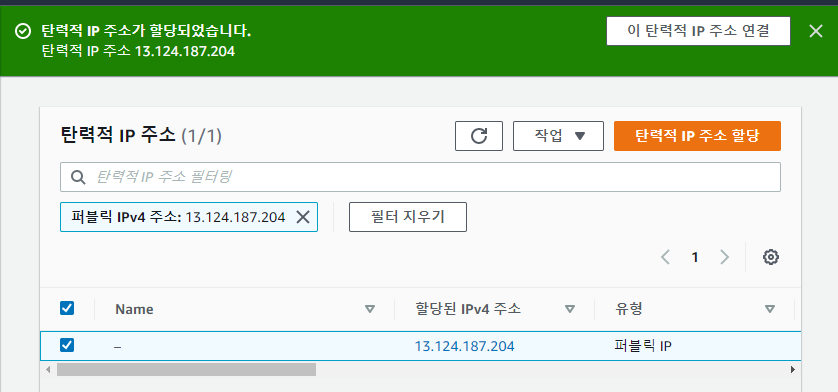 탄력적 IP 주소가 할당되었습니다.
탄력적 IP 주소 13.124.187.204
이 탄력적 IP 주소 연결
탄력적 IP 주소 (1/1)
작업
탄력적 IP 주소 할당
탄력적 IP 주소 필터링
퍼블릭 IPv4 주소: 13.124.187.204
필터 지우기
1
Name
할당된 IPv4 주소
유형
–
13.124.187.204
퍼블릭 IP